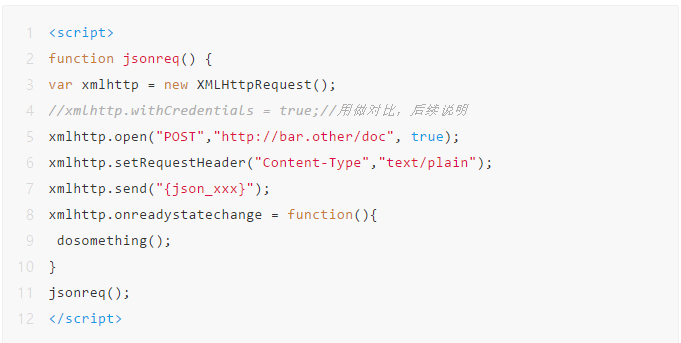 1 <script>
2 function jsonreq() {
3 var xmlhttp = new XMLHttpRequest();
4 //xmlhttp.withCredentials = true;//用做对比，后续说明
5 xmlhttp.open("POST","http://bar.other/doc", true);
6 xmlhttp.setRequestHeader("Content-Type","text/plain");
7 xmlhttp.send("{json_xxx}");
8 xmlhttp.onreadystatechange = function(){
9  dosomething();
10 }
11 jsonreq();
12 </script>